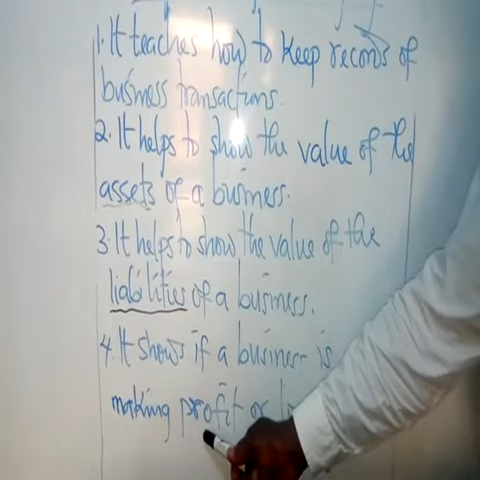 1. It teaches how to keep records of
business transactions.
2. It helps to show the value of the
assets of a business.
3. It helps to show the value of the
liabilities of a business.
4. It shows if a business is
making profit or